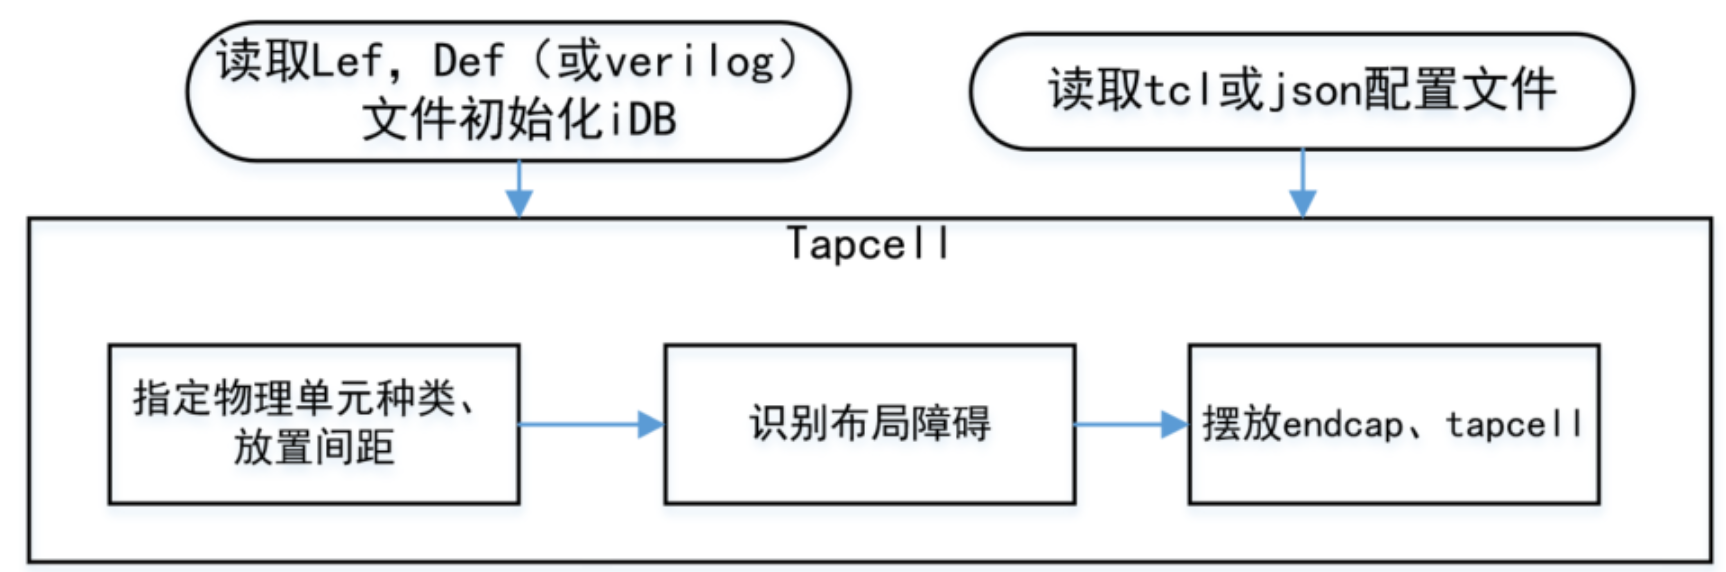 读取Lef，Def（或verilog）
文件初始化iDB
读取tcl或json配置文件
Tapcell
指定物理单元种类、
放置间距
识别布局障碍
摆放endcap、tapcell